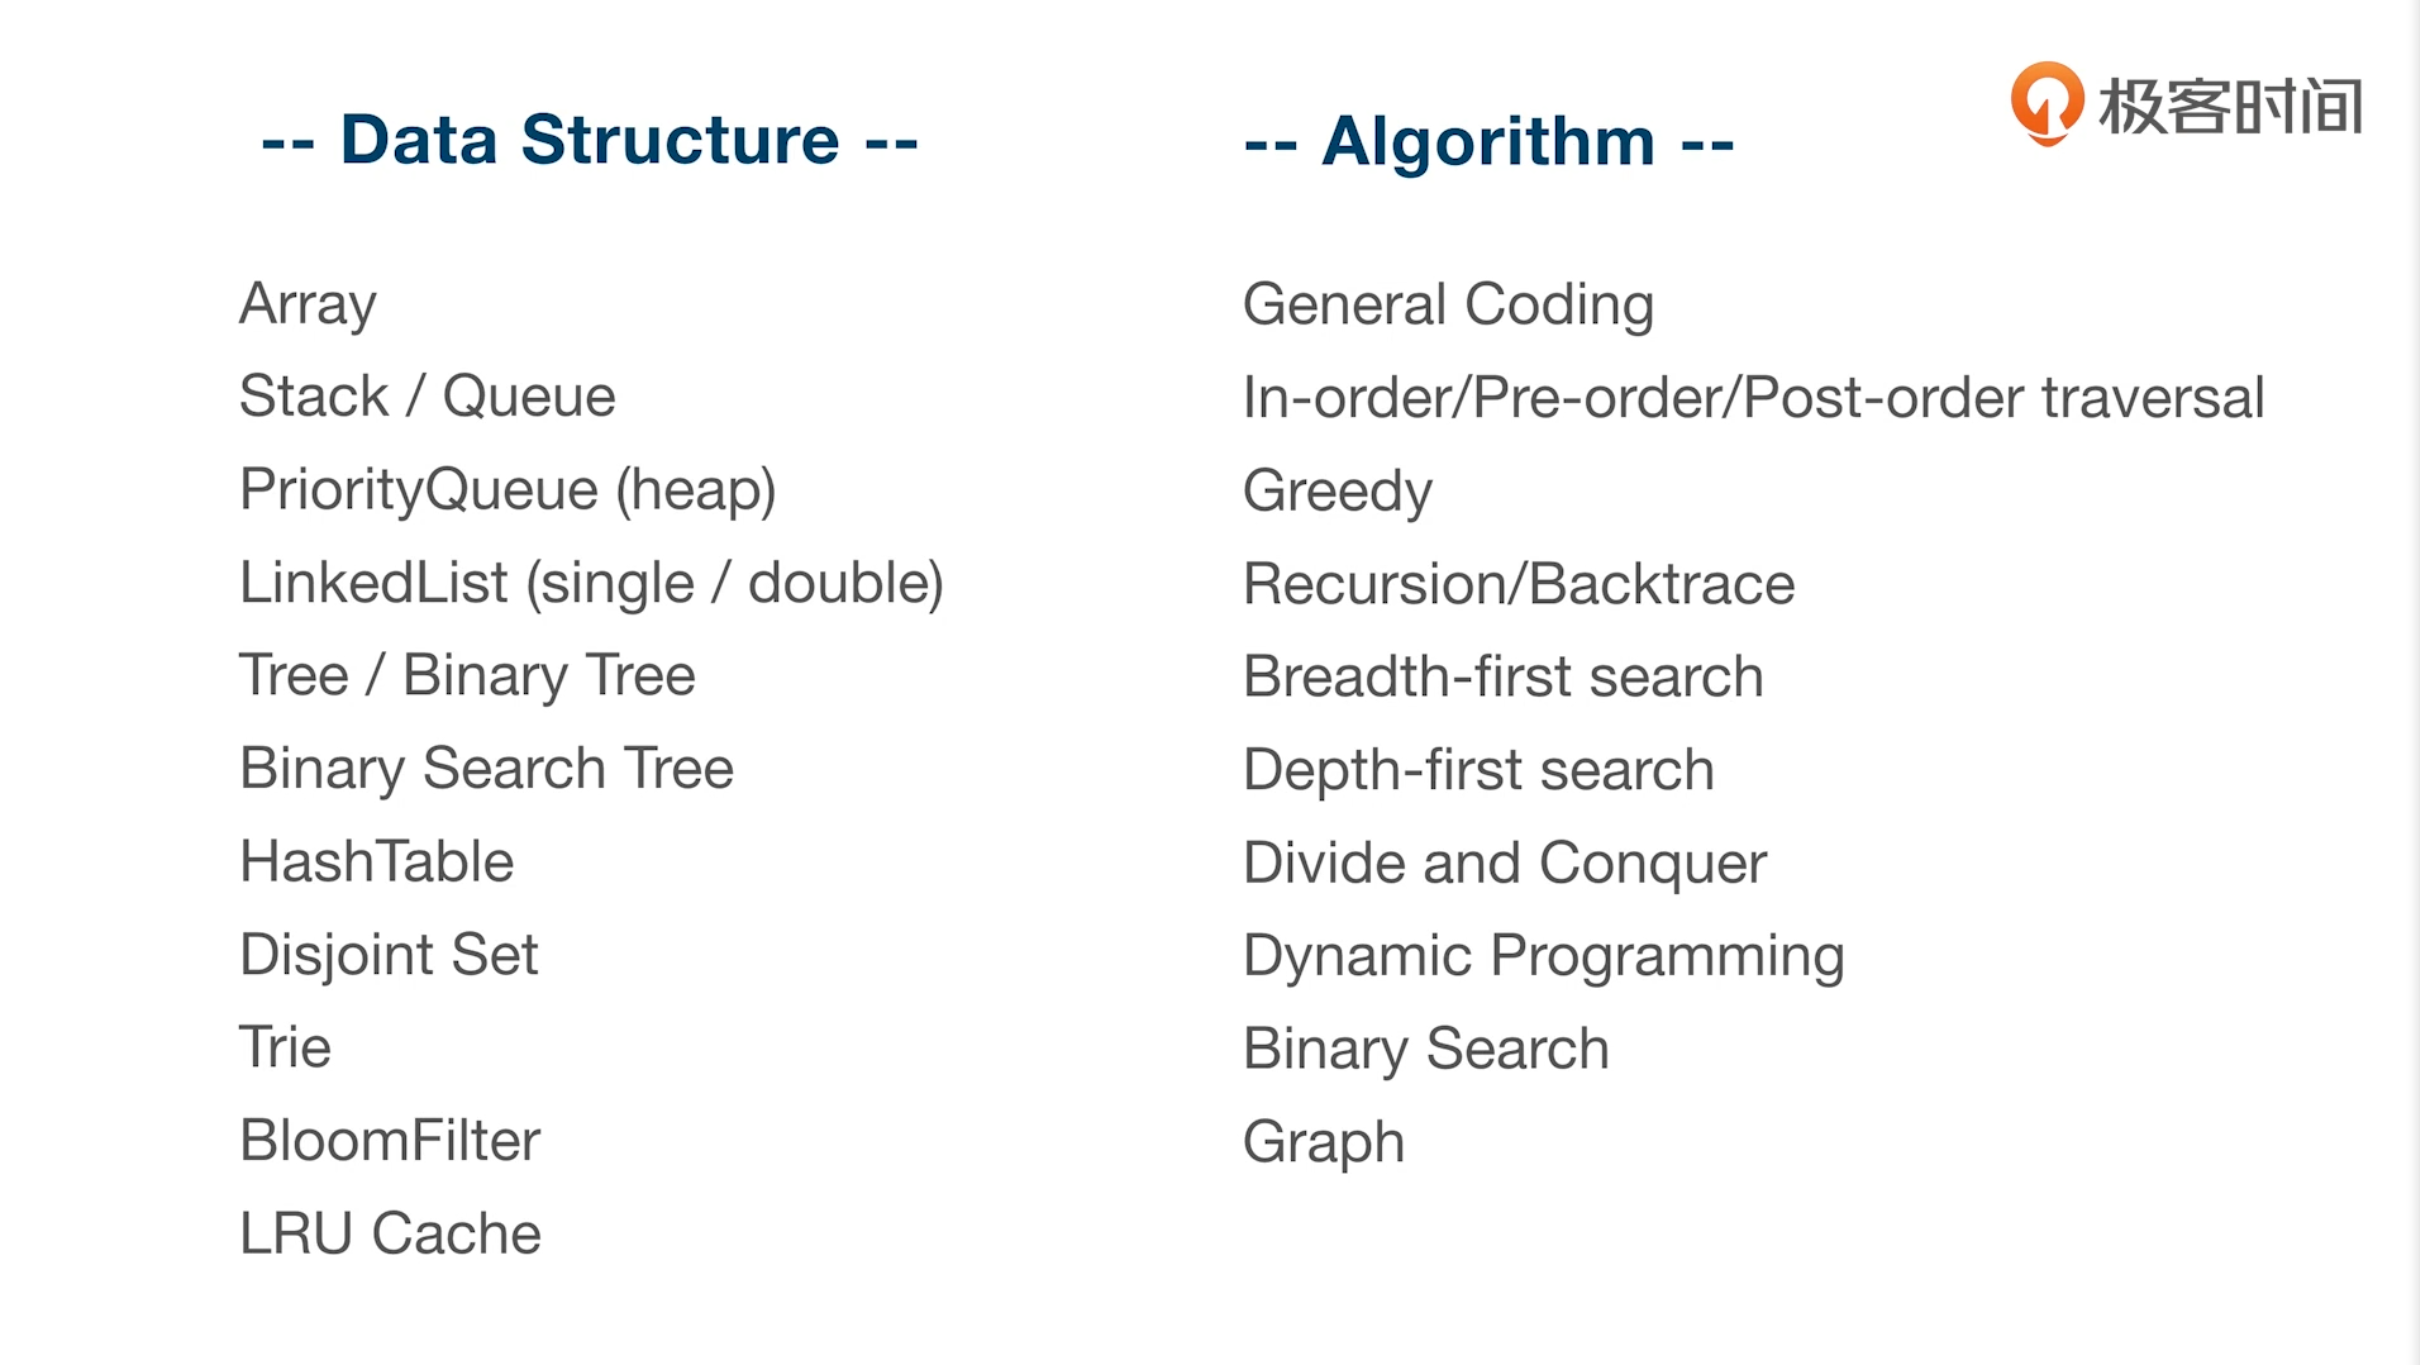 极客时间
-- Data Structure --
Array
Stack / Queue
PriorityQueue (heap)
LinkedList (single / double)
Tree / Binary Tree
Binary Search Tree
HashTable
Disjoint Set
Trie
BloomFilter
LRU Cache
-- Algorithm --
General Coding
In-order/Pre-order/Post-order traversal
Greedy
Recursion/Backtrace
Breadth-first search
Depth-first search
Divide and Conquer
Dynamic Programming
Binary Search
Graph